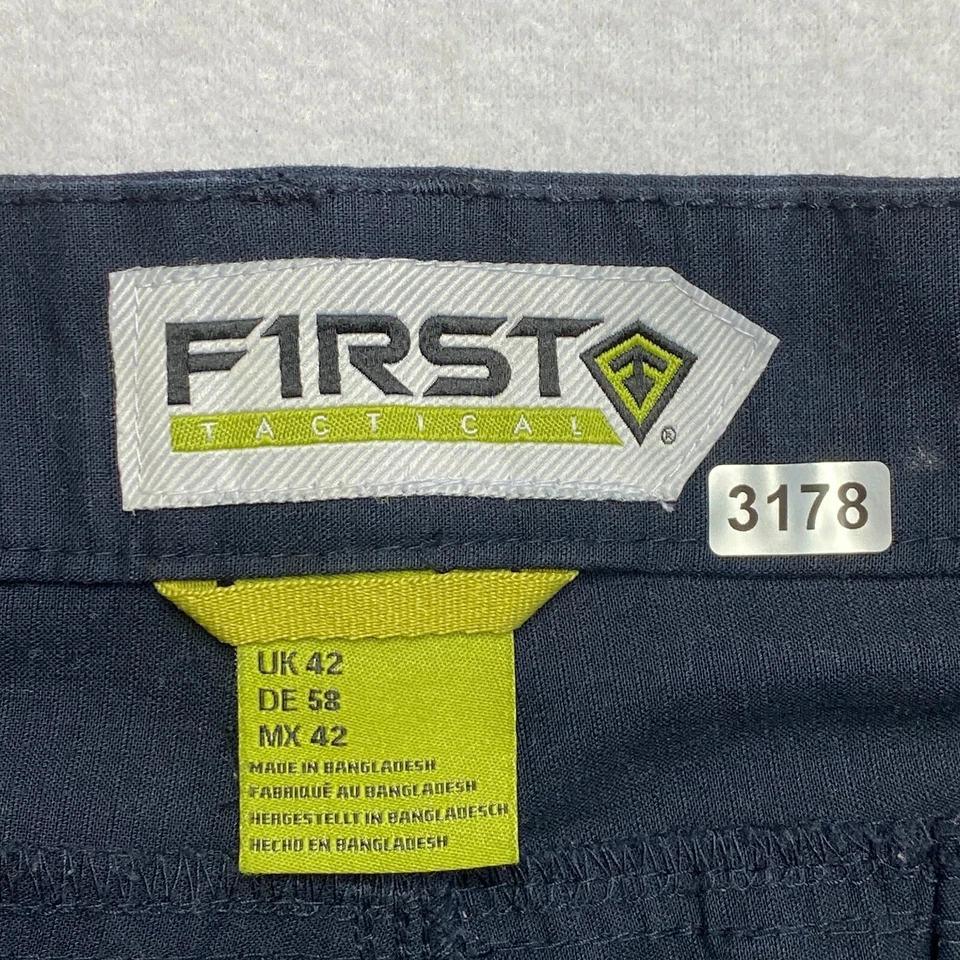 F1RST
TACTICAL
®
3178
UK 42
DE 58
MX 42
MADE IN BANGLADESH
FABRIQUÉ AU BANGLADESH
HERGESTELLT IN BANGLADESCH
HECHO EN BANGLADESH